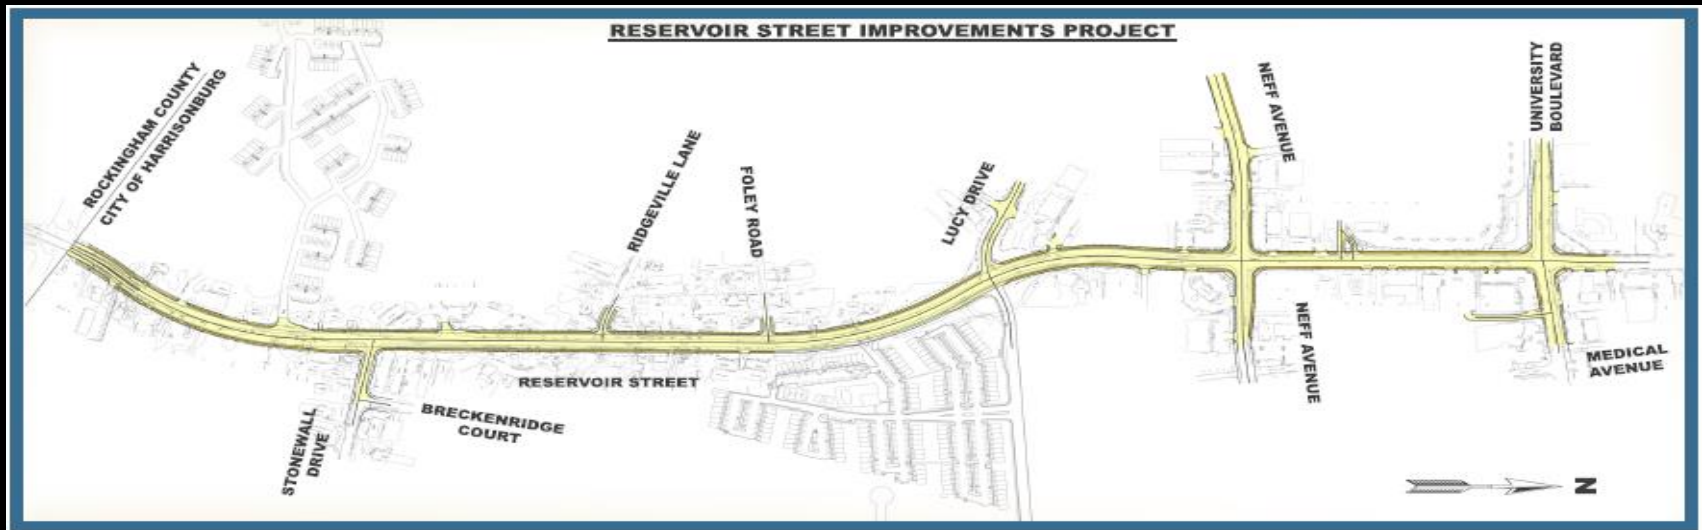 RESERVOIR STREET IMPROVEMENTS PROJECT
ROCKINGHAM COUNTY
CITY OF HARRISONBURG
RIDGEVILLE LANE
FOLEY ROAD
LUCY DRIVE
NEFF AVENUE
UNIVERSITY
BOULEVARD
STONEWALL
DRIVE
BRECKENRIDGE
COURT
RESERVOIR STREET
NEFF AVENUE
MEDICAL
AVENUE
N